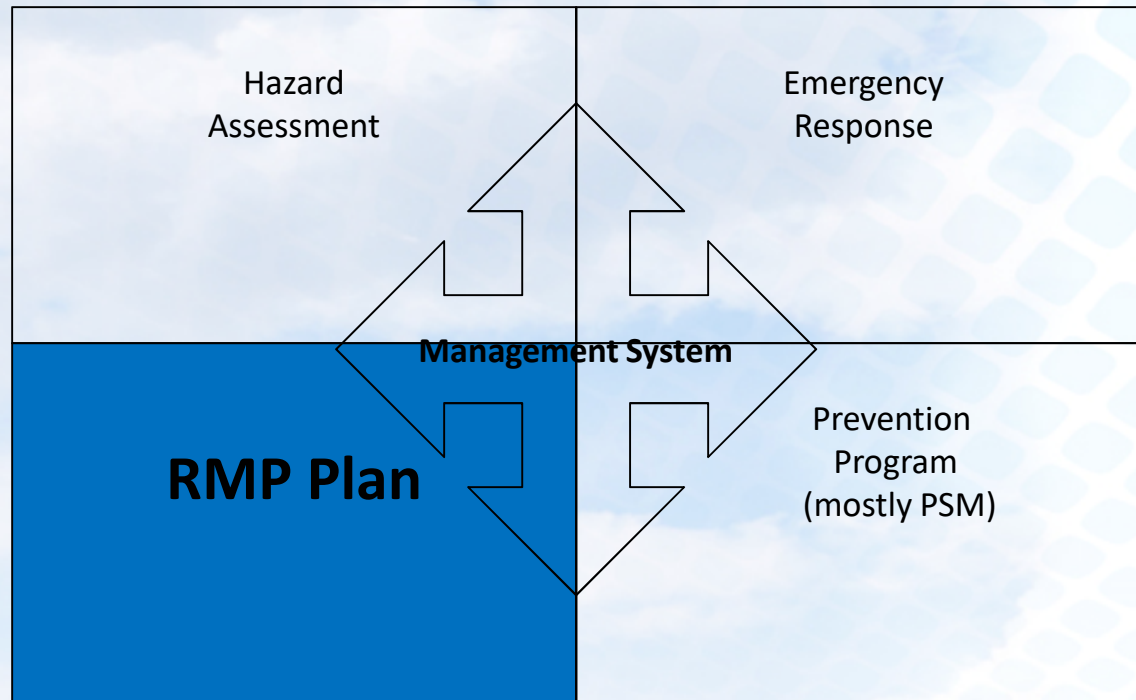 Hazard
Assessment
Emergency
Response
Management System
RMP Plan
Prevention
Program
(mostly PSM)